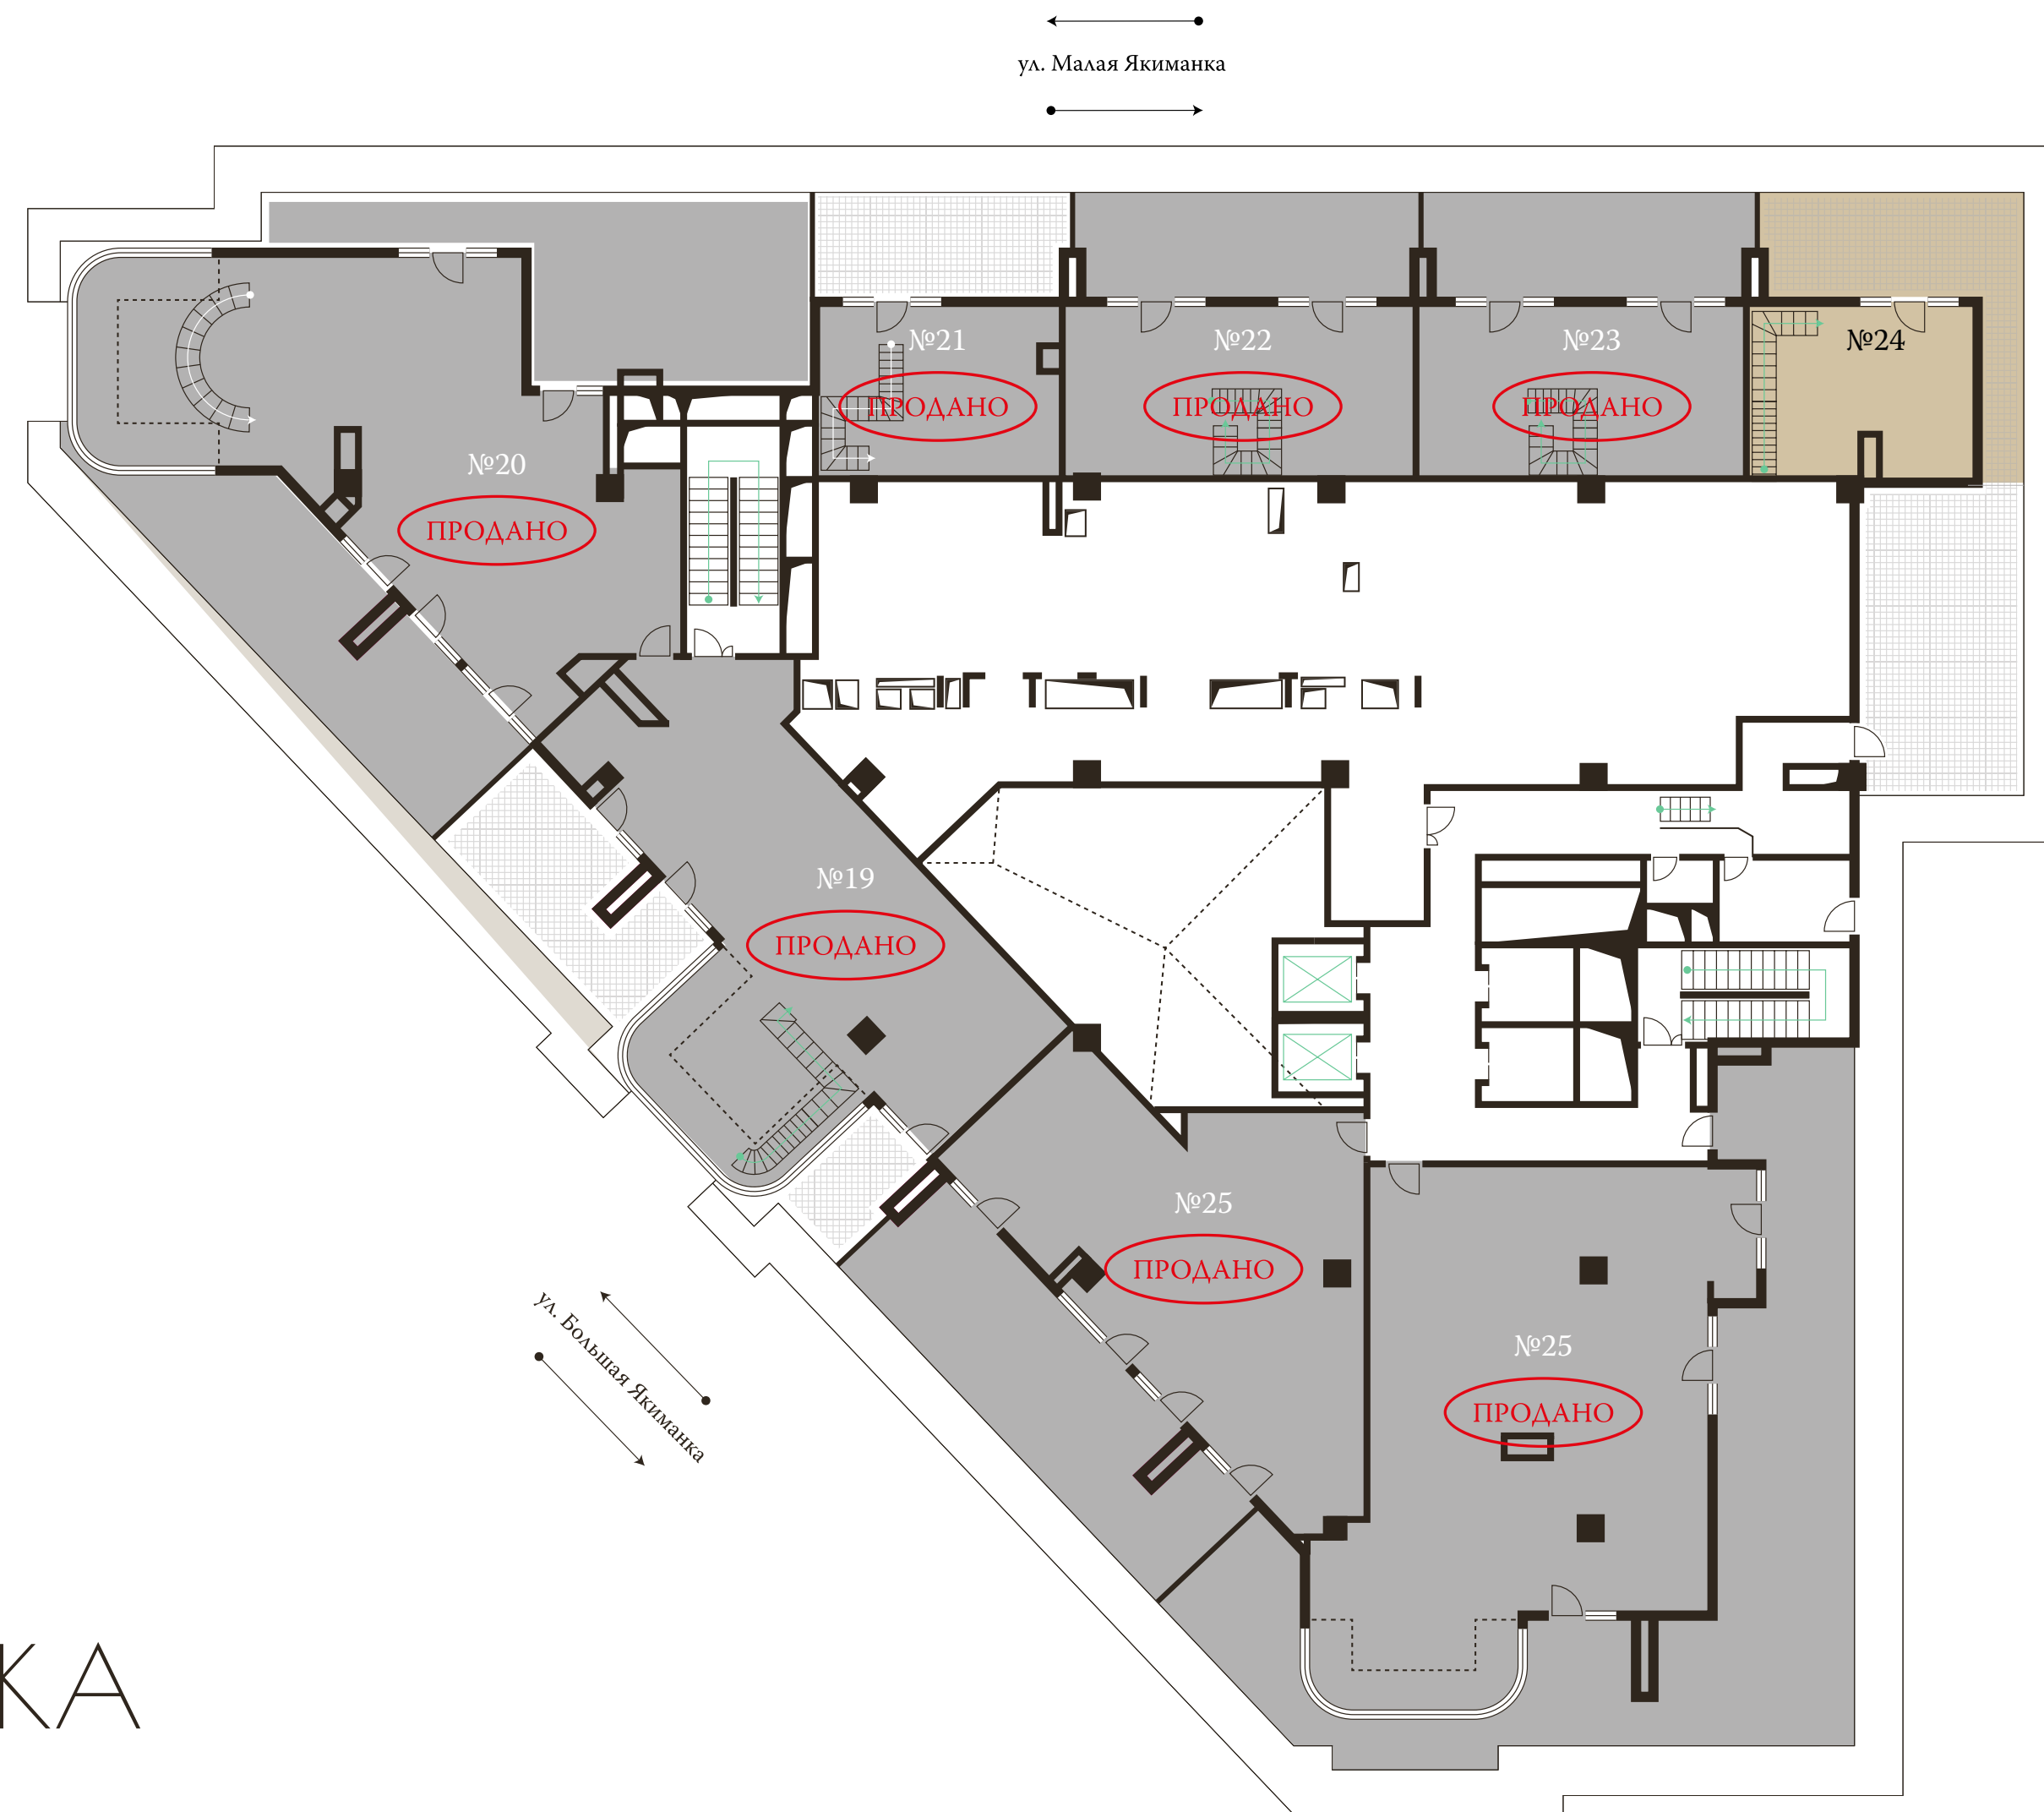 ул. Малая Якиманка
№21
№22
№23
№24
ПРОДАНО
ПРОДАНО
ПРОДАНО
№20
ПРОДАНО
№19
ПРОДАНО
№25
ПРОДАНО
ул. Большая Якиманка
№25
ПРОДАНО
КА